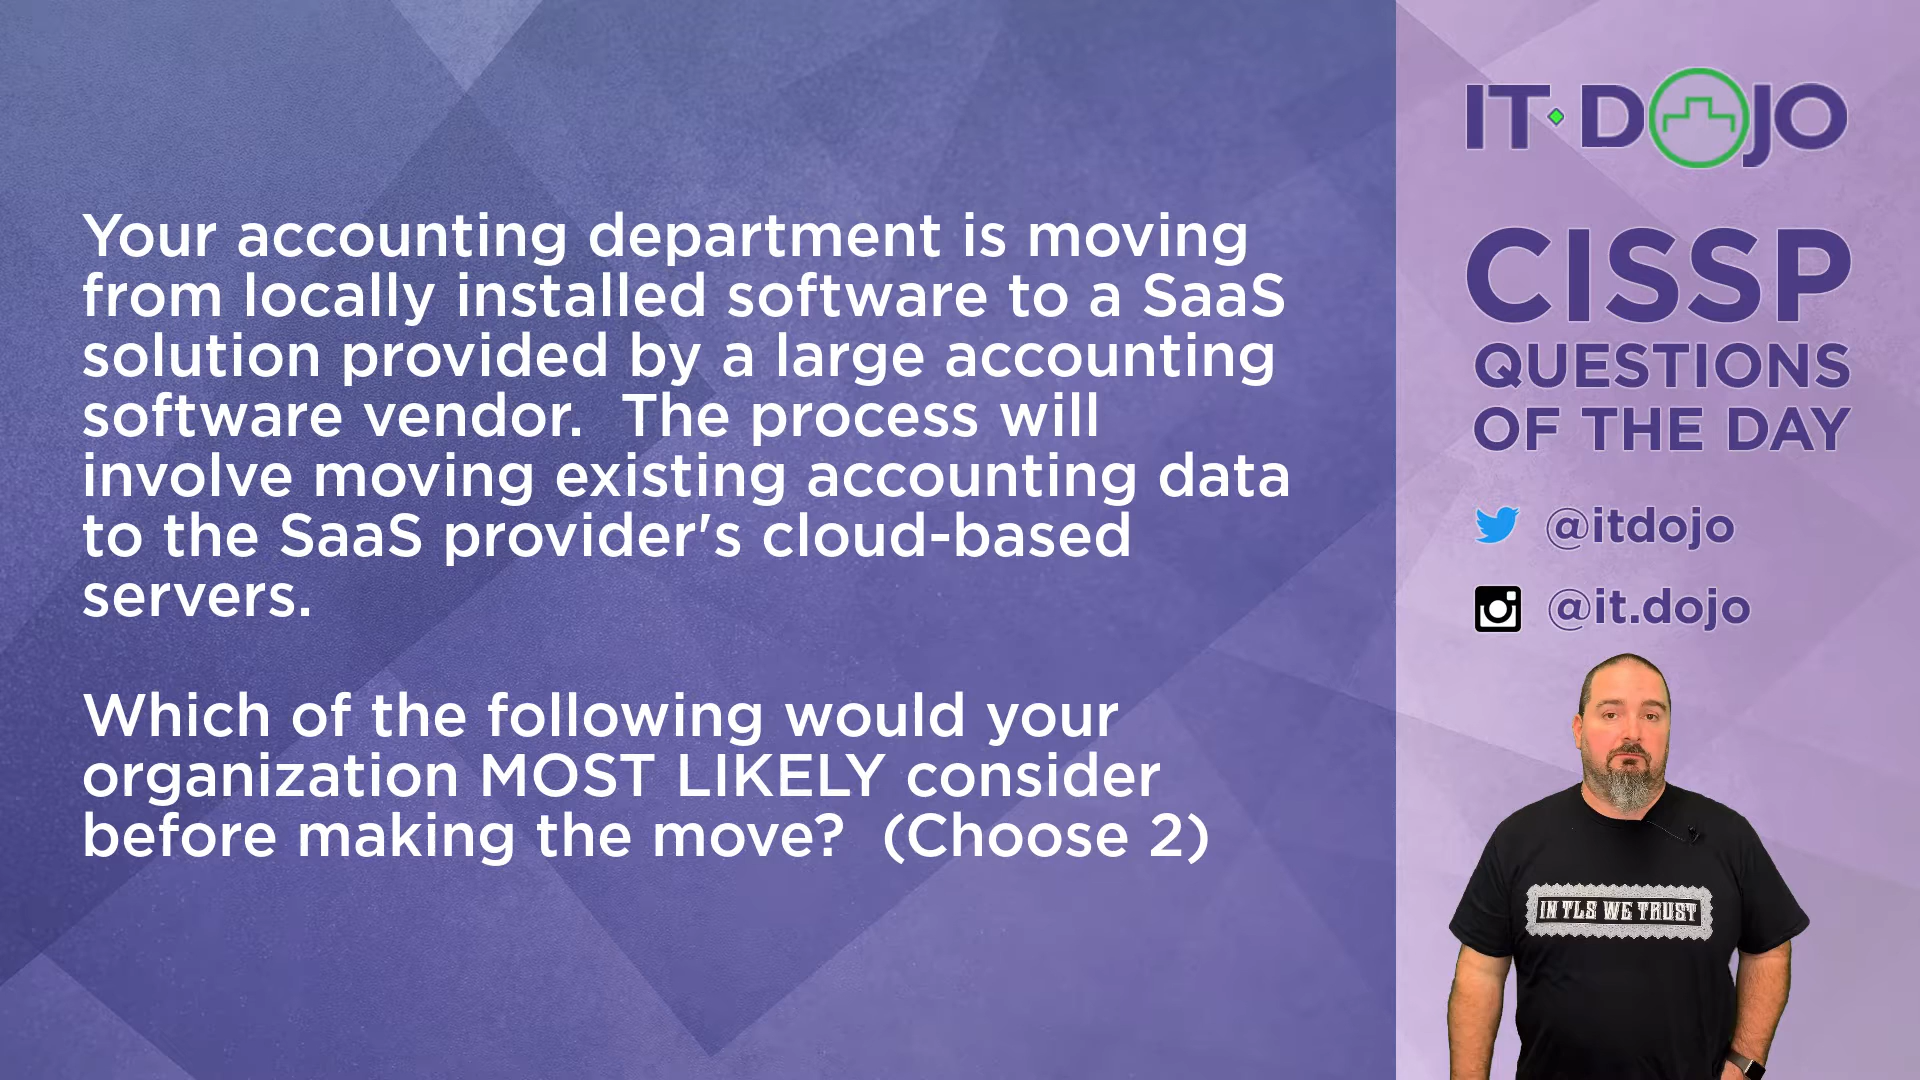 Your accounting department is moving
from locally installed software to a SaaS
solution provided by a large accounting
software vendor.  The process will
involve moving existing accounting data
to the SaaS provider's cloud-based
servers.
Which of the following would your
organization MOST LIKELY consider
before making the move?  (Choose 2)
IT DOJO
CISSP
QUESTIONS
OF THE DAY
@itdojo
@it.dojo
IN TLS WE TRUST